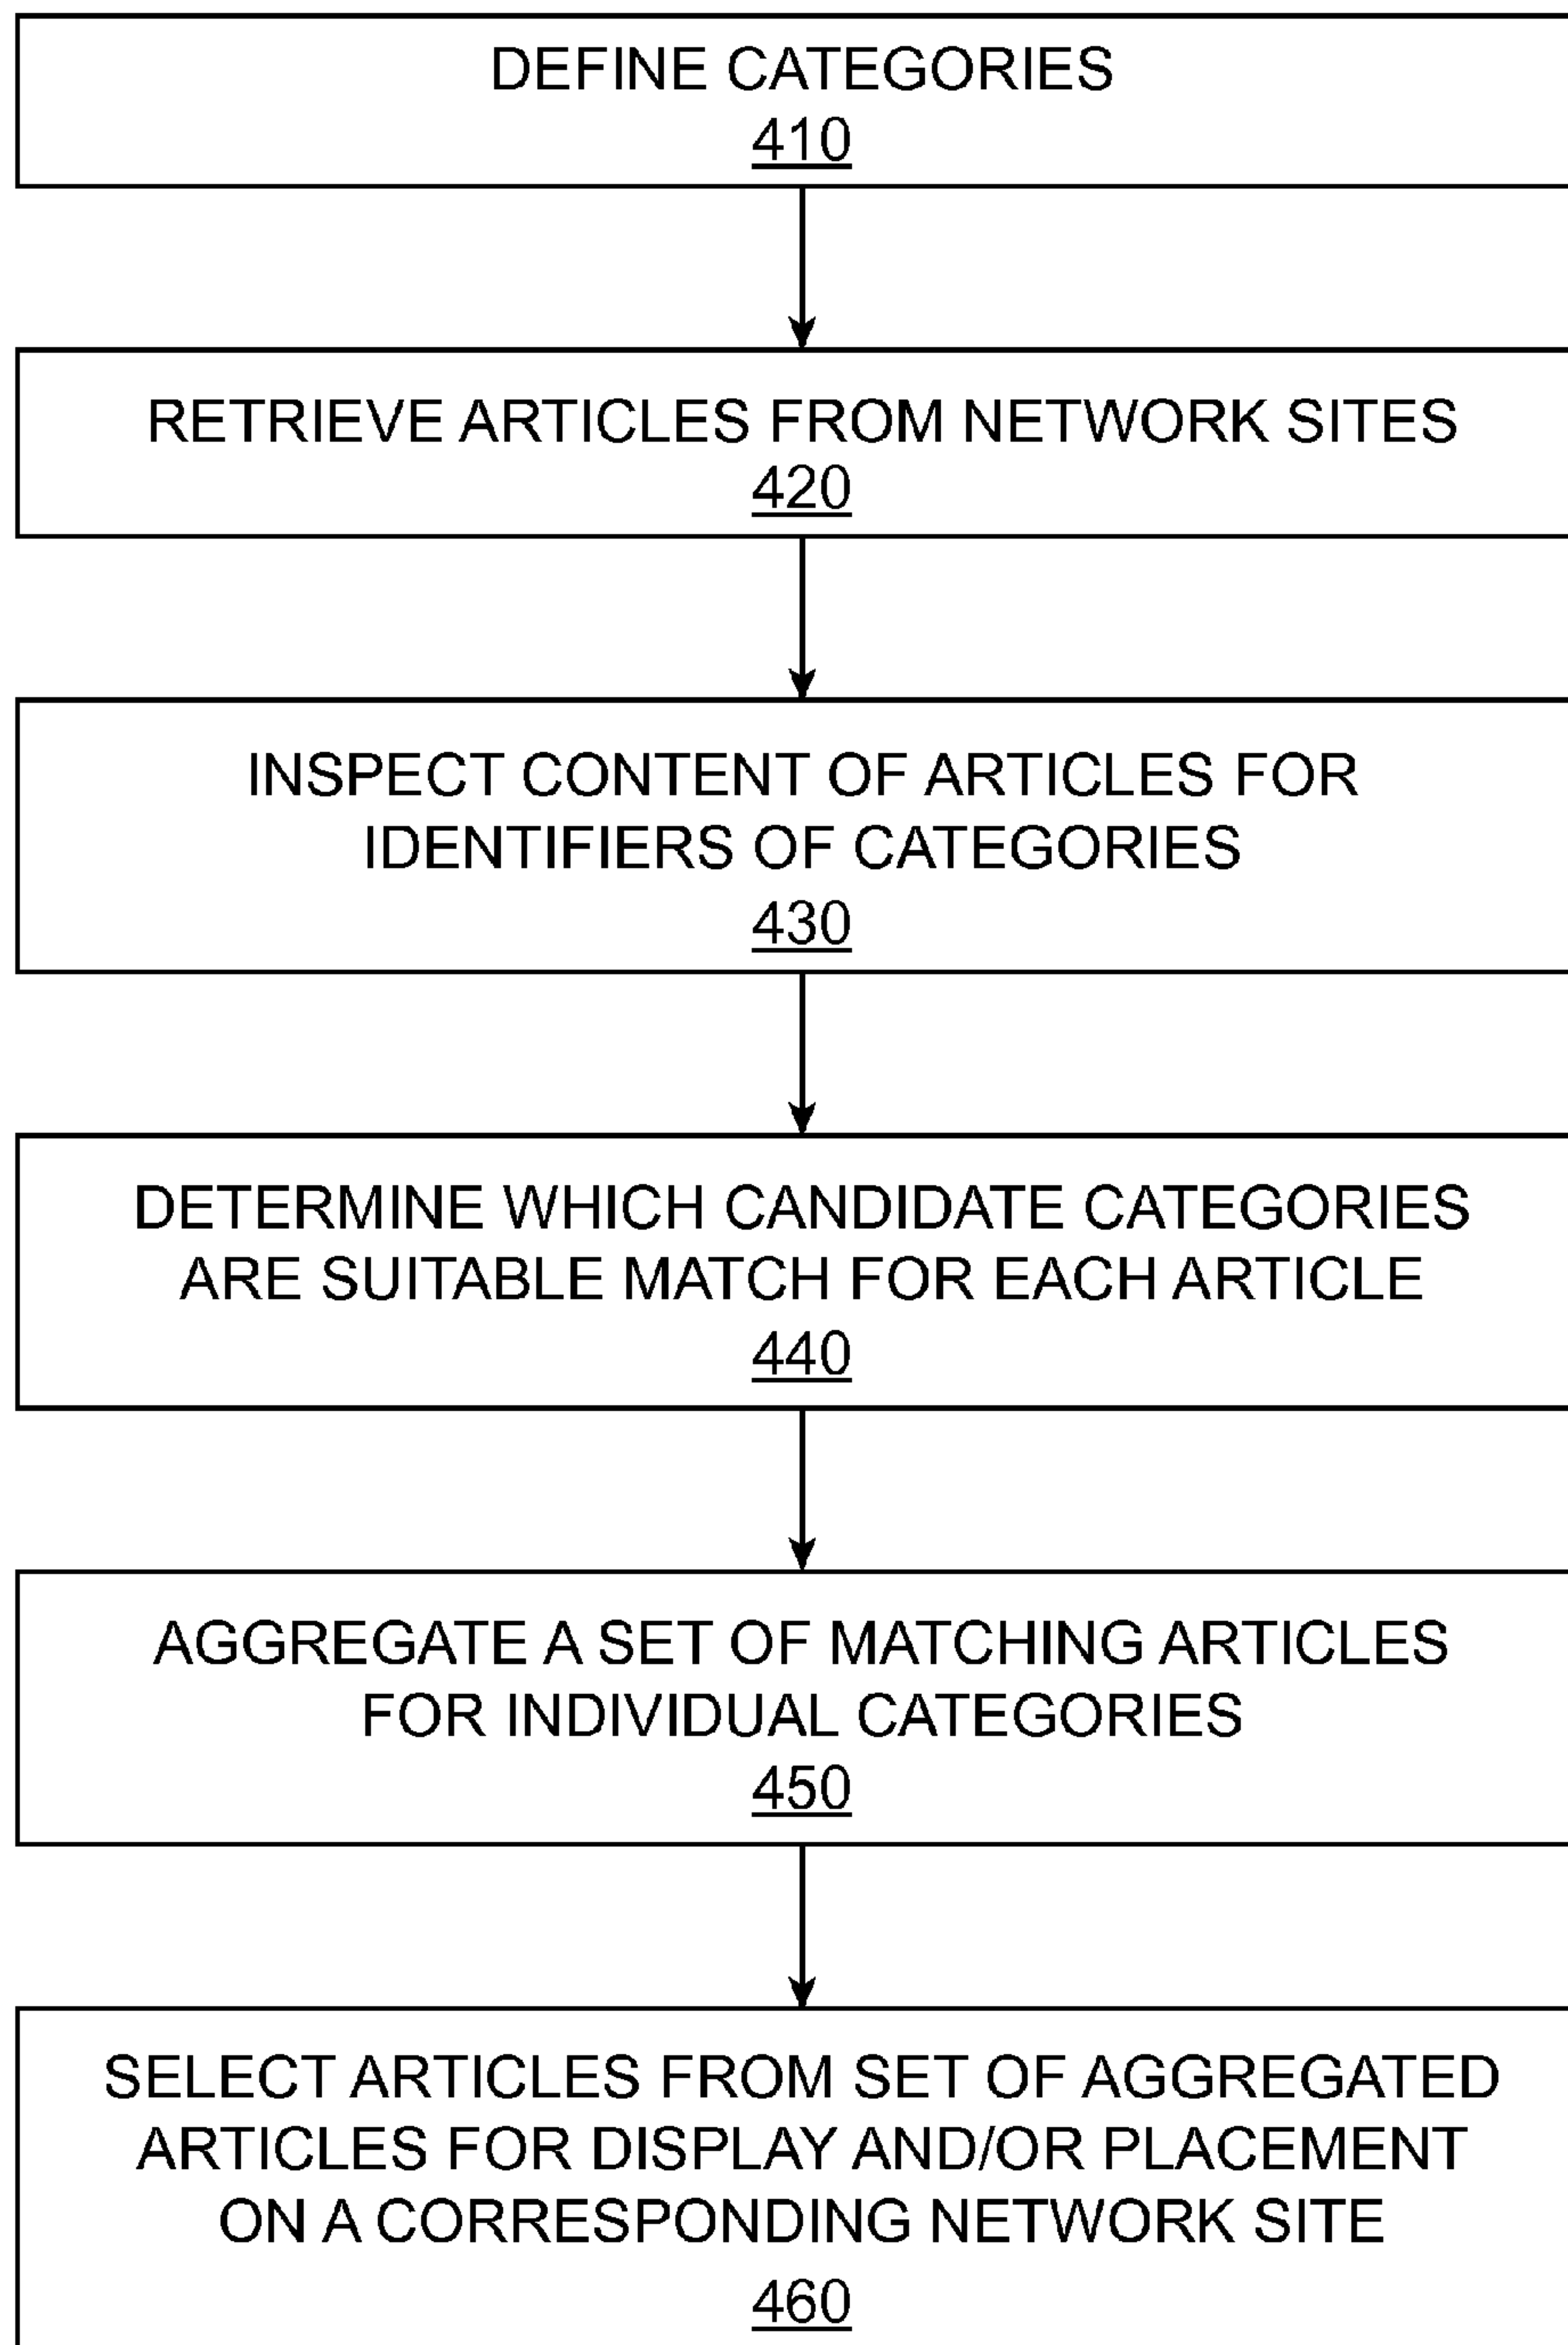 DEFINE CATEGORIES
410
RETRIEVE ARTICLES FROM NETWORK SITES
420
INSPECT CONTENT OF ARTICLES FOR
IDENTIFIERS OF CATEGORIES
430
DETERMINE WHICH CANDIDATE CATEGORIES
ARE SUITABLE MATCH FOR EACH ARTICLE
440
AGGREGATE A SET OF MATCHING ARTICLES
FOR INDIVIDUAL CATEGORIES
450
SELECT ARTICLES FROM SET OF AGGREGATED
ARTICLES FOR DISPLAY AND/OR PLACEMENT
ON A CORRESPONDING NETWORK SITE
460